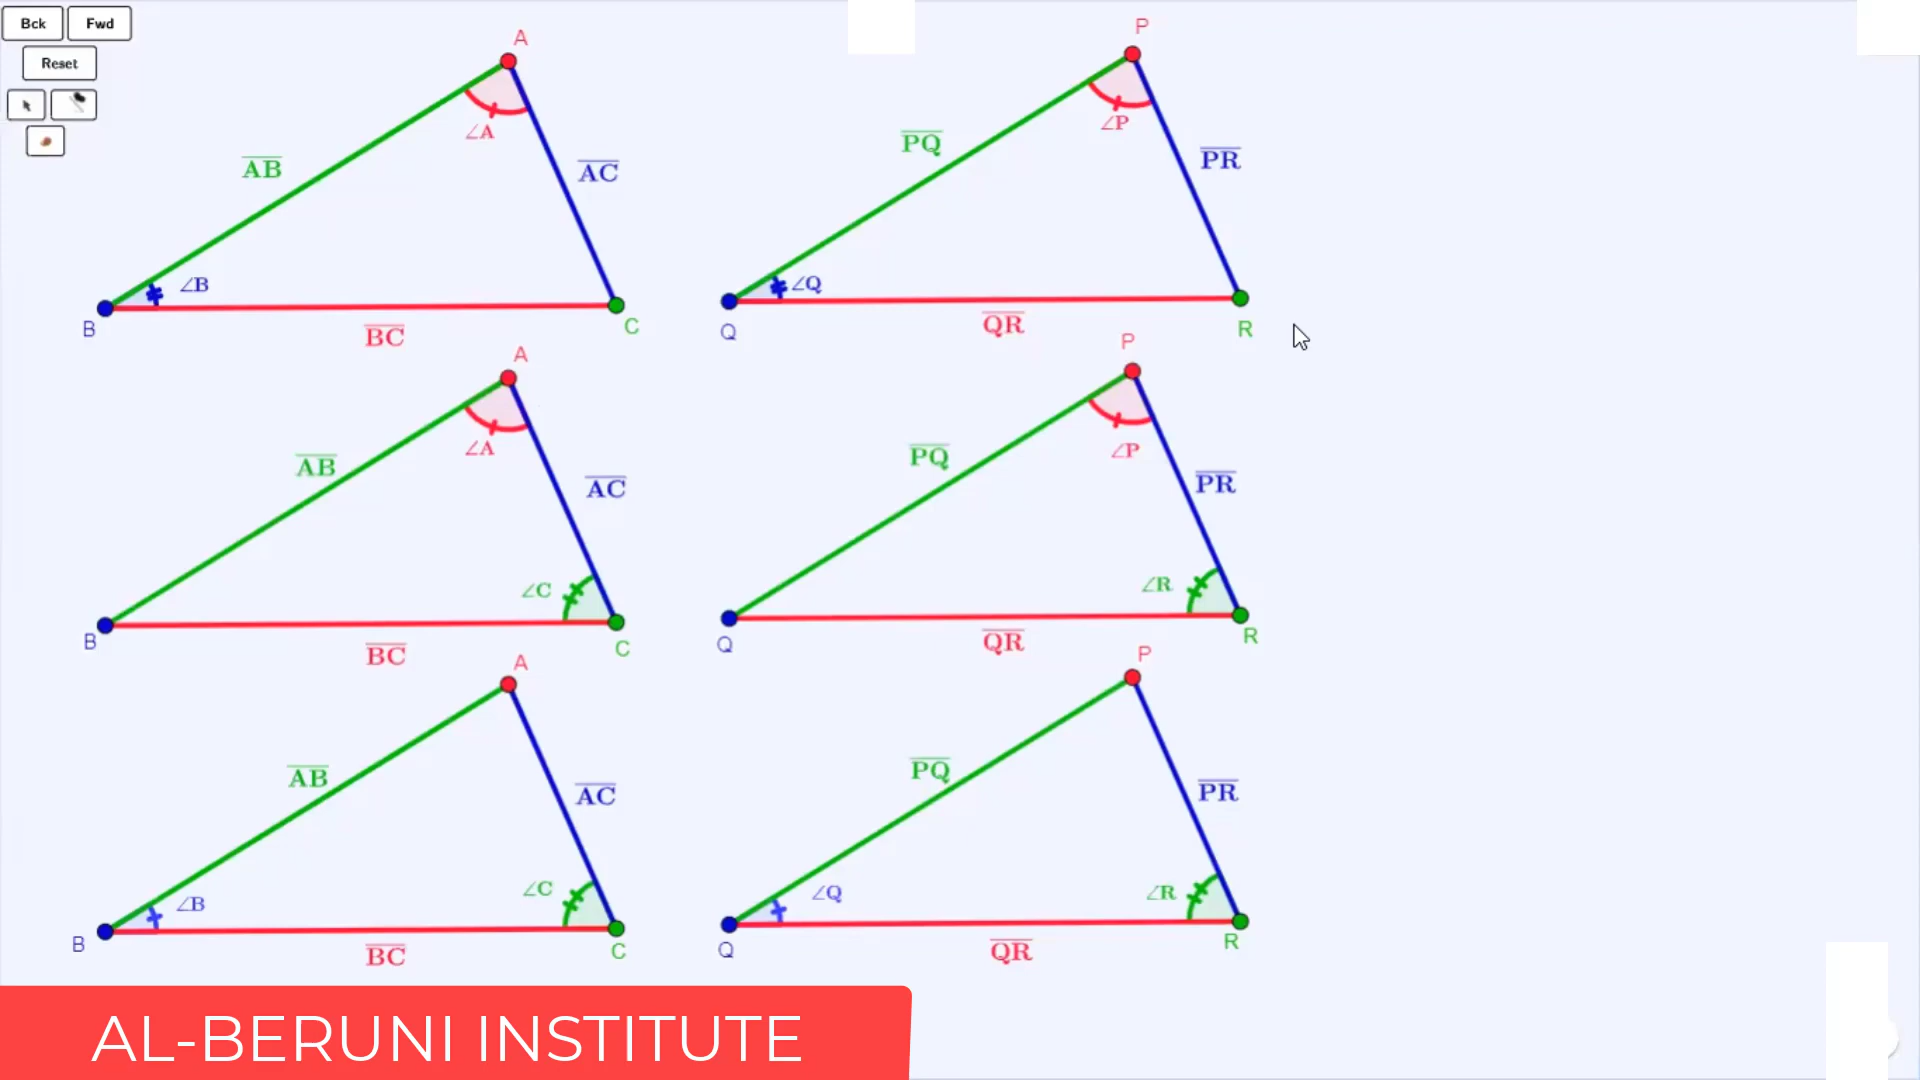 Bck Fwd
Reset
A
∠A
AB
AC
∠B
B
BC
C
P
∠P
PQ
PR
∠Q
Q
QR
R
A
∠A
AB
AC
∠C
B
BC
C
P
∠P
PQ
PR
∠R
Q
QR
R
A
AB
AC
∠B
∠C
B
BC
C
P
PQ
PR
∠Q
∠R
Q
QR
R
AL-BERUNI INSTITUTE